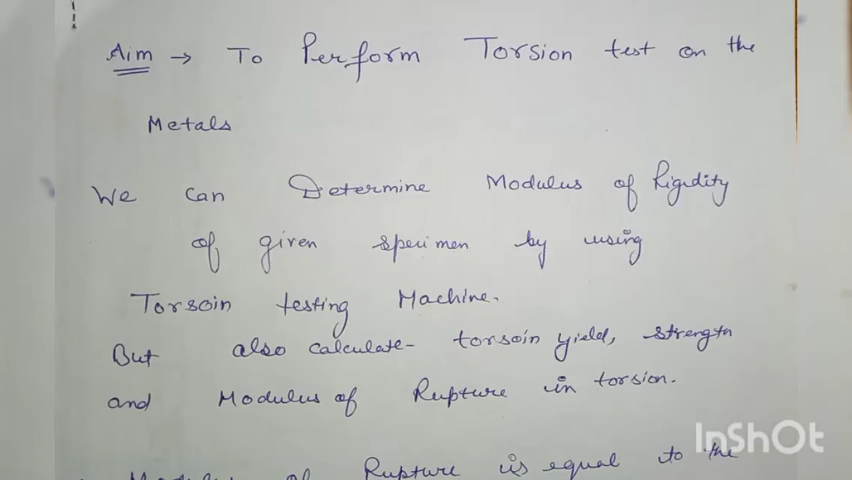 Aim → To Perform Torsion test on the
Metals
We can Determine Modulus of Rigidity
of given specimen by using
Torsoin testing Machine.
But also calculate- torsoin yield, strength
and Modulus of Rupture in torsion.
Modulus of Rupture is equal to the
InShOt